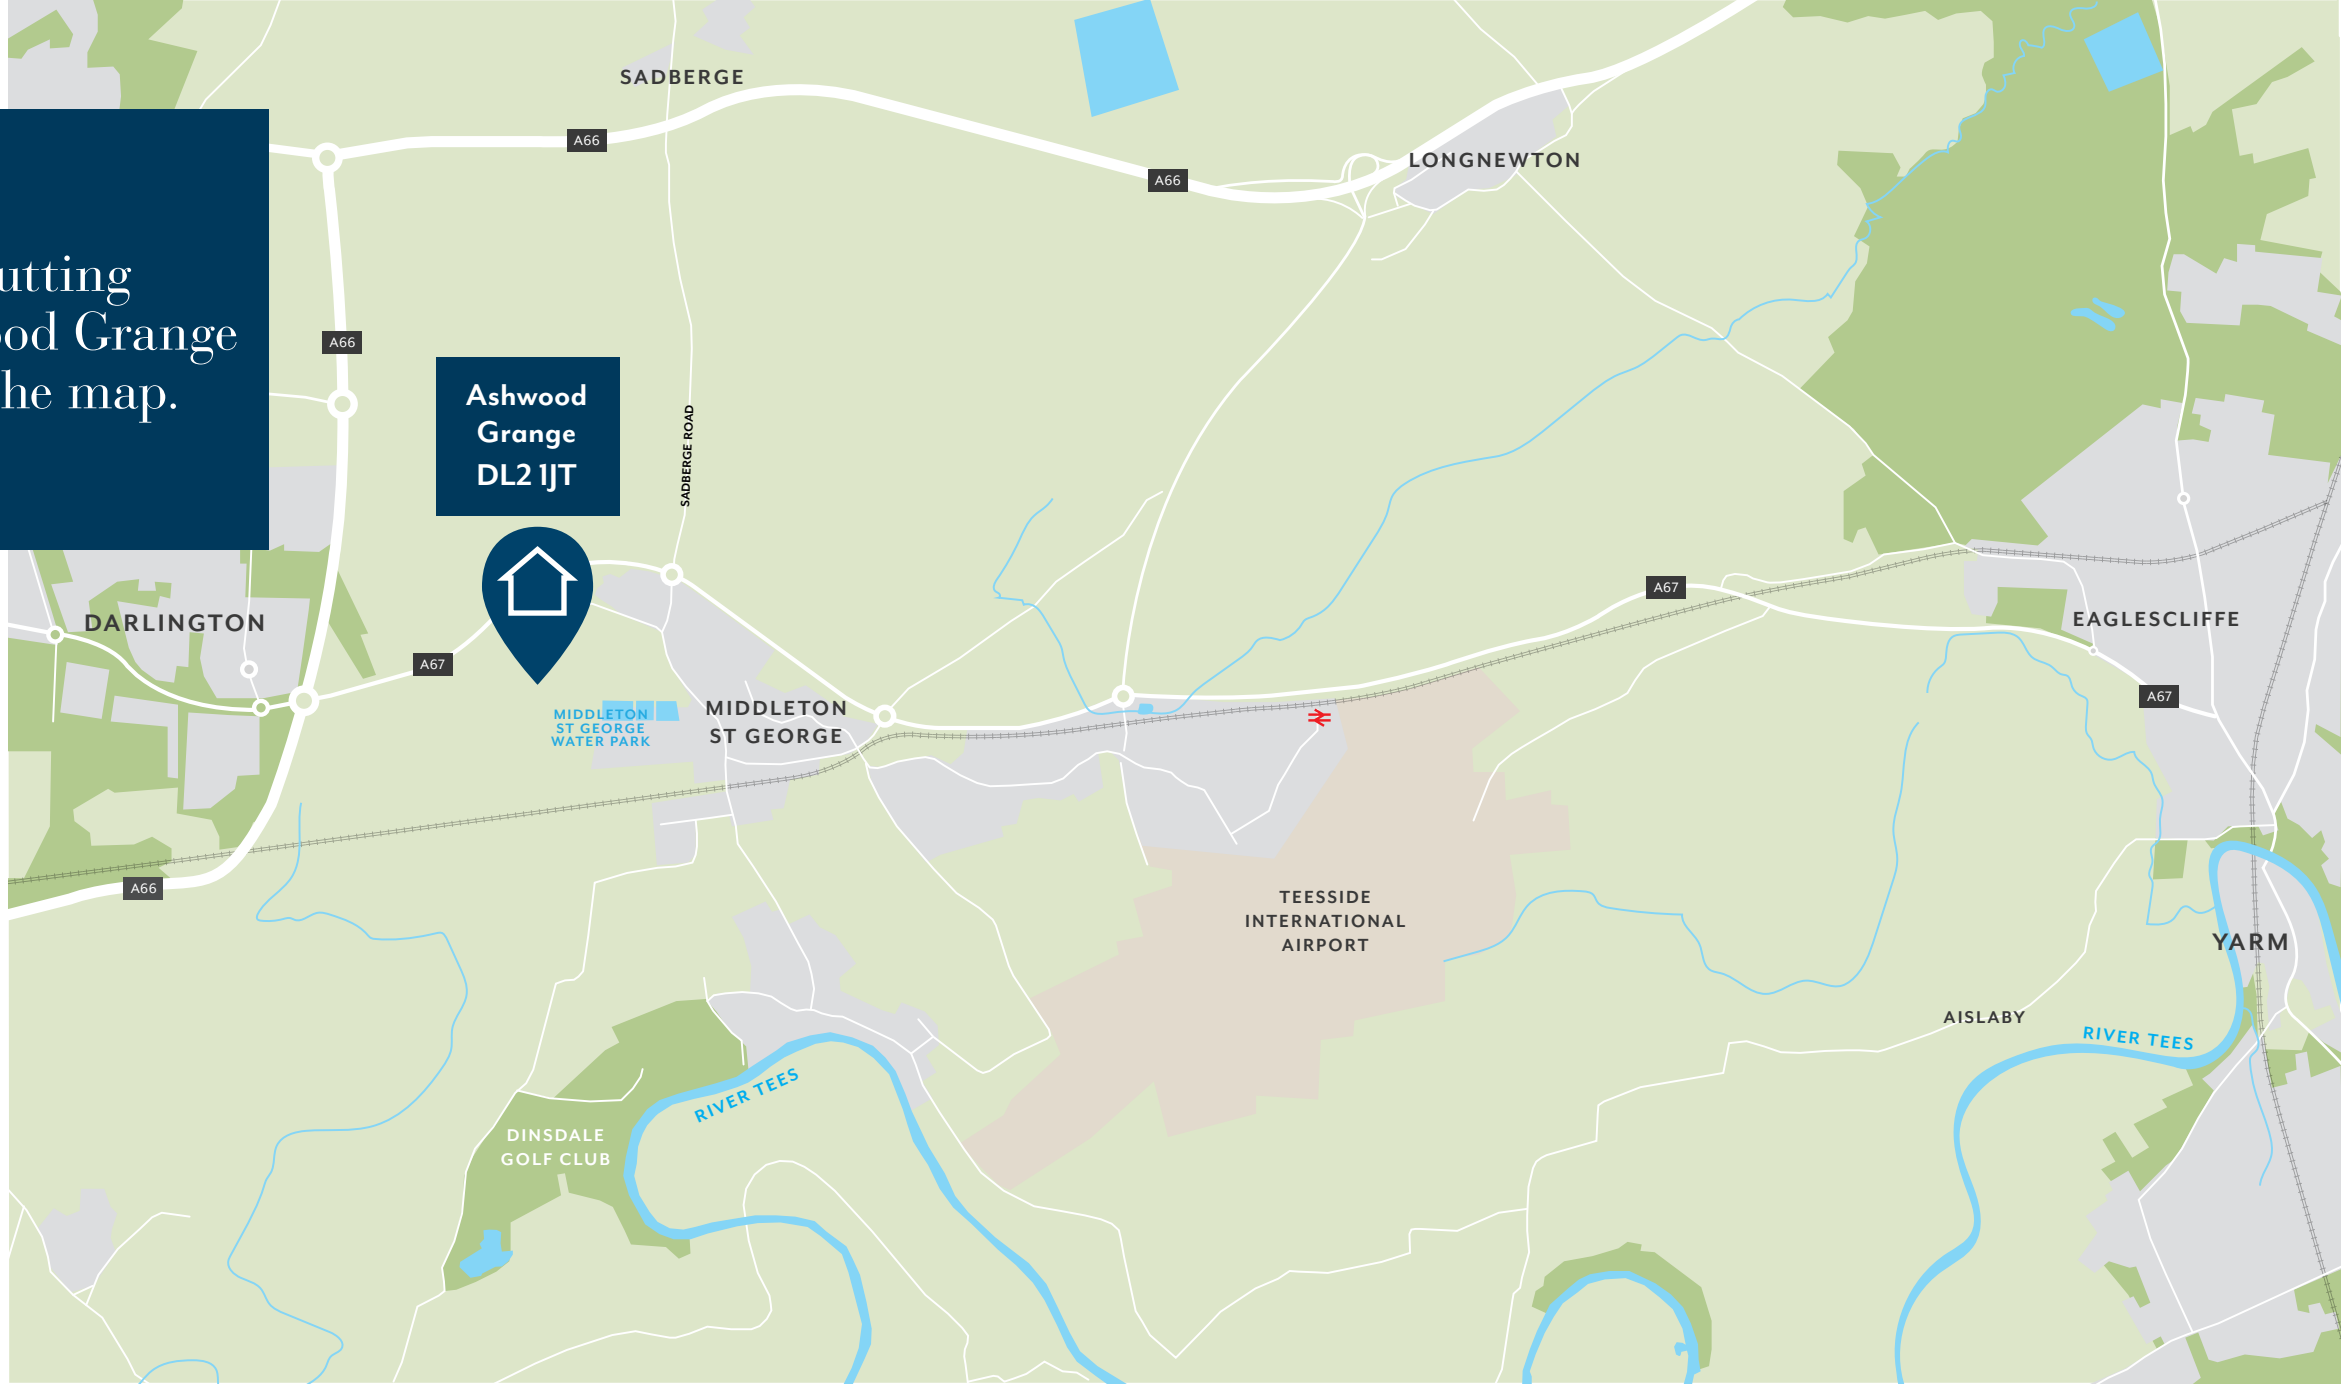 SADBERGE
A66
A66
LONGNEWTON
utting
ood Grange
he map.
A66
Ashwood
Grange
DL2 1JT
SADBERGE ROAD
DARLINGTON
A67
A67
EAGLESCLIFFE
A67
MIDDLETON
ST GEORGE
WATER PARK
MIDDLETON
ST GEORGE
A66
TEESSIDE
INTERNATIONAL
AIRPORT
YARM
AISLABY
RIVER TEES
RIVER TEES
DINSDALE
GOLF CLUB